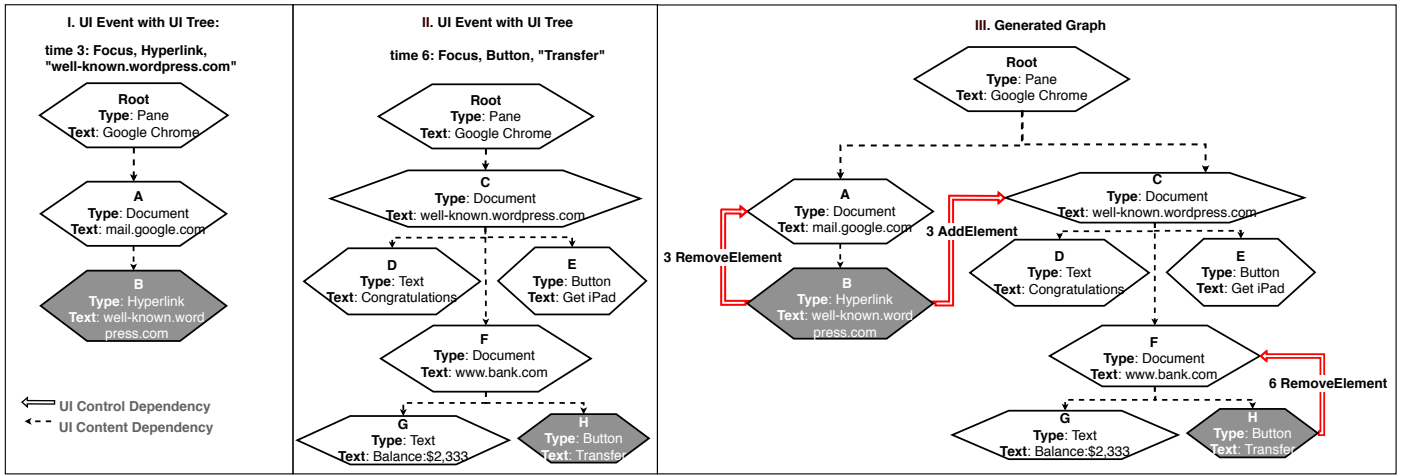 I. UI Event with UI Tree:
time 3: Focus, Hyperlink,
"well-known.wordpress.com"
Root
Type: Pane
Text: Google Chrome
A
Type: Document
Text: mail.google.com
B
Type: Hyperlink
Text: well-known.word
press.com
UI Control Dependency
UI Content Dependency
II. UI Event with UI Tree
time 6: Focus, Button, "Transfer"
Root
Type: Pane
Text: Google Chrome
C
Type: Document
Text: well-known.wordpress.com
D
Type: Text
Text: Congratulations
E
Type: Button
Text: Get iPad
F
Type: Document
Text: www.bank.com
G
Type: Text
Text: Balance:$2,333
H
Type: Button
Text: Transfer
III. Generated Graph
Root
Type: Pane
Text: Google Chrome
A
Type: Document
Text: mail.google.com
3 RemoveElement
B
Type: Hyperlink
Text: well-known.word
press.com
3 AddElement
C
Type: Document
Text: well-known.wordpress.com
D
Type: Text
Text: Congratulations
E
Type: Button
Text: Get iPad
F
Type: Document
Text: www.bank.com
6 RemoveElement
G
Type: Text
Text: Balance:$2,333
H
Type: Button
Text: Transfer